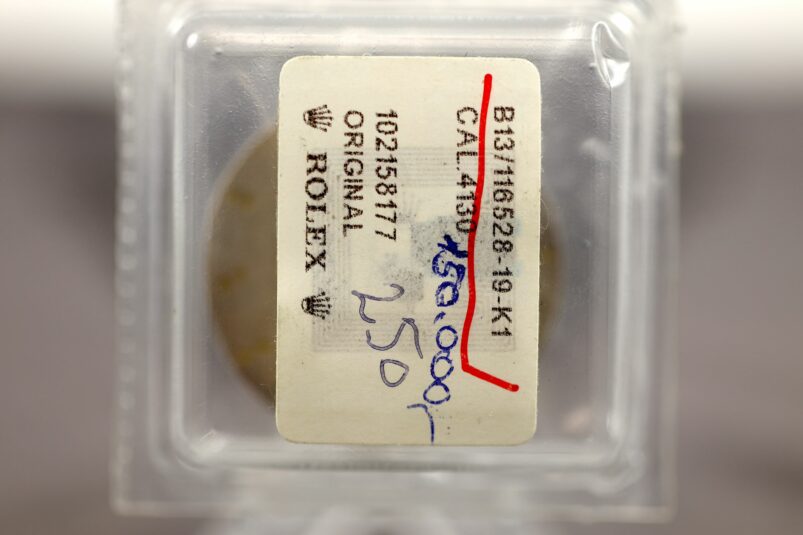 B13/116528-19-K1
CAL.4130
150.000,-
250
102158177
ORIGINAL
ROLEX